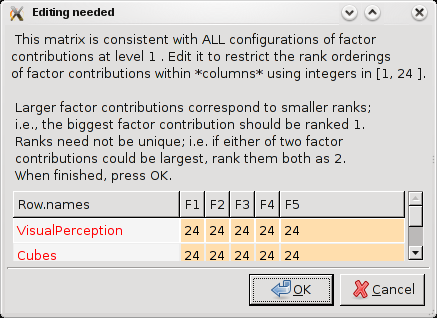 Editing needed
This matrix is consistent with ALL configurations of factor
contributions at level 1 . Edit it to restrict the rank orderings
of factor contributions within *columns* using integers in [1, 24 ].
Larger factor contributions correspond to smaller ranks;
i.e., the biggest factor contribution should be ranked 1.
Ranks need not be unique; i.e. if either of two factor
contributions could be largest, rank them both as 2.
When finished, press OK.
Row.names F1 F2 F3 F4 F5
VisualPerception 24 24 24 24 24
Cubes 24 24 24 24 24
OK Cancel